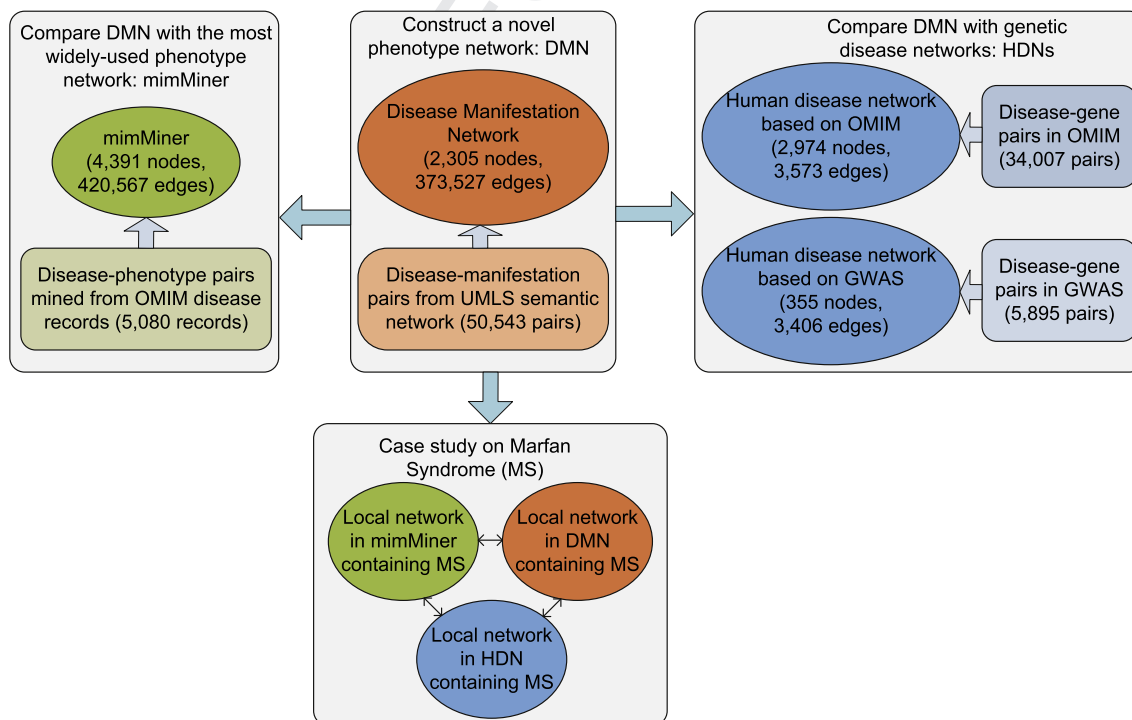 Compare DMN with the most
widely-used phenotype
network: mimMiner
mimMiner
(4,391 nodes,
420,567 edges)
Disease-phenotype pairs
mined from OMIM disease
records (5,080 records)
Construct a novel
phenotype network: DMN
Disease Manifestation
Network
(2,305 nodes,
373,527 edges)
Disease-manifestation
pairs from UMLS semantic
network (50,543 pairs)
Compare DMN with genetic
disease networks: HDNs
Human disease network
based on OMIM
(2,974 nodes,
3,573 edges)
Disease-gene
pairs in OMIM
(34,007 pairs)
Human disease network
based on GWAS
(355 nodes,
3,406 edges)
Disease-gene
pairs in GWAS
(5,895 pairs)
Case study on Marfan
Syndrome (MS)
Local network
in mimMiner
containing MS
Local network
in DMN
containing MS
Local network
in HDN
containing MS